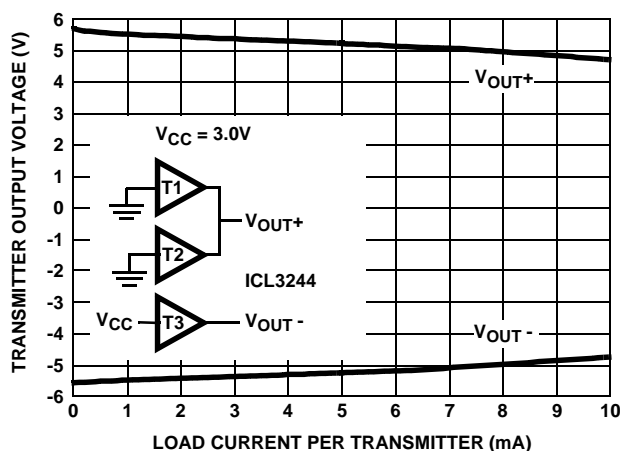 TRANSMITTER OUTPUT VOLTAGE (V)
6
5
4
3
2
1
0
-1
-2
-3
-4
-5
-6
VOUT+
VCC = 3.0V
T1
VOUT+
T2
ICL3244
VCC
T3
VOUT -
VOUT -
0 1 2 3 4 5 6 7 8 9 10
LOAD CURRENT PER TRANSMITTER (mA)